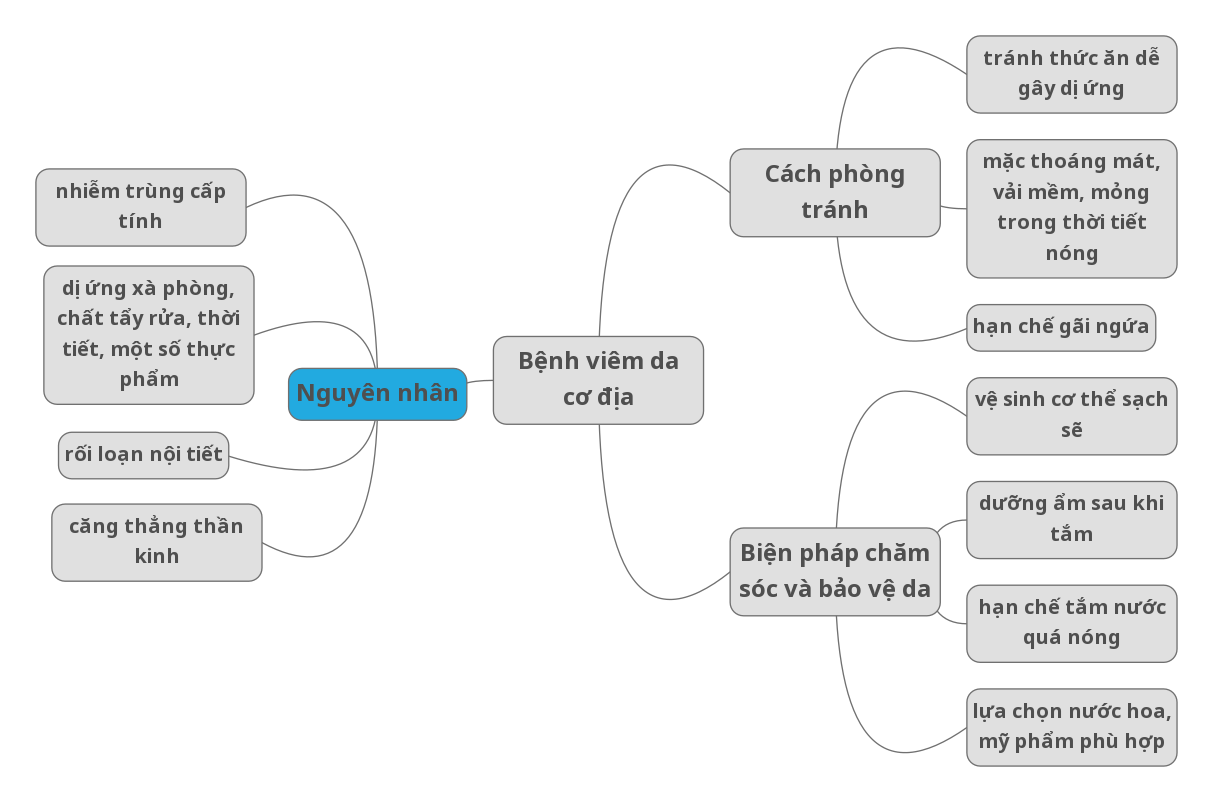 Bệnh viêm da
cơ địa
Nguyên nhân
nhiễm trùng cấp
tính
dị ứng xà phòng,
chất tẩy rửa, thời
tiết, một số thực
phẩm
rối loạn nội tiết
căng thẳng thần
kinh
Cách phòng
tránh
tránh thức ăn dễ
gây dị ứng
mặc thoáng mát,
vải mềm, mỏng
trong thời tiết
nóng
hạn chế gãi ngứa
Biện pháp chăm
sóc và bảo vệ da
vệ sinh cơ thể sạch
sẽ
dưỡng ẩm sau khi
tắm
hạn chế tắm nước
quá nóng
lựa chọn nước hoa,
mỹ phẩm phù hợp